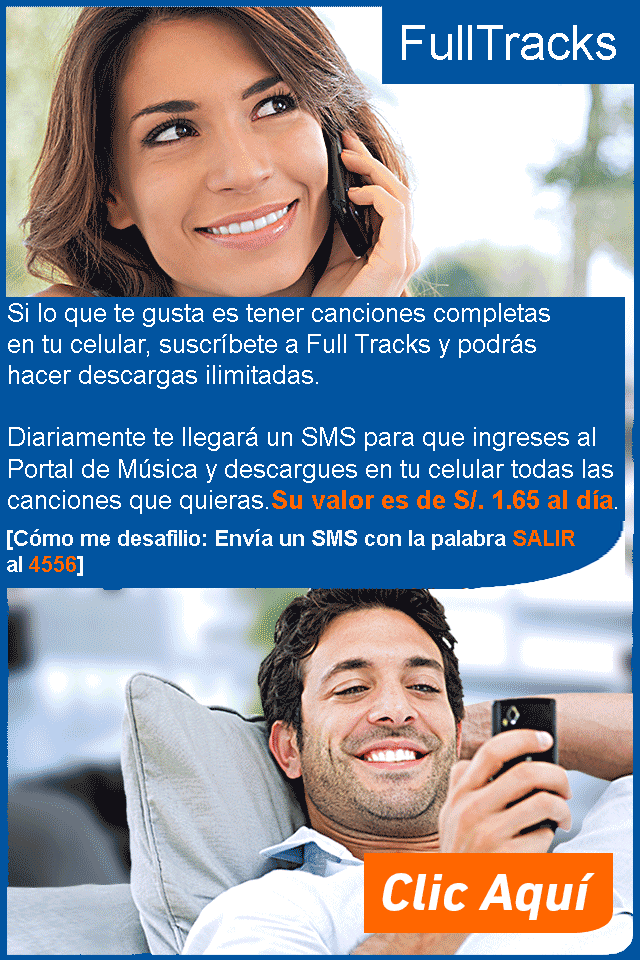 FullTracks
Si lo que te gusta es tener canciones completas
en tu celular, suscríbete a Full Tracks y podrás
hacer descargas ilimitadas.
Diariamente te llegará un SMS para que ingreses al
Portal de Música y descargues en tu celular todas las
canciones que quieras.Su valor es de S/. 1.65 al día.
[Cómo me desafilio: Envía un SMS con la palabra SALIR
al 4556]
Clic Aquí